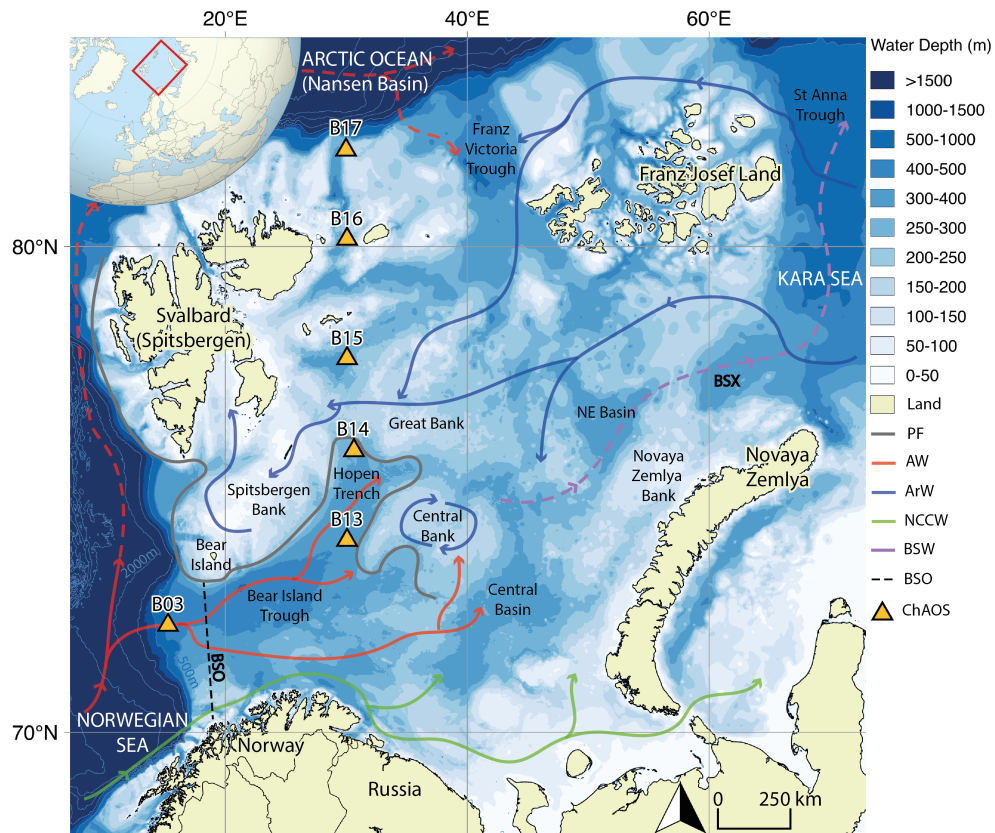 20°E
40°E
60°E
Water Depth (m)
>1500
1000-1500
500-1000
400-500
300-400
250-300
200-250
150-200
100-150
50-100
0-50
Land
PF
AW
ArW
NCCW
BSW
BSO
ChAOS
ARCTIC OCEAN
(Nansen Basin)
B17
Franz
Victoria
Trough
St Anna
Trough
Franz Josef Land
B16
80°N
KARA SEA
Svalbard
(Spitsbergen)
B15
BSX
Great Bank
NE Basin
B14
Hopen
Trench
Novaya
Zemlya
Bank
Novaya
Zemlya
Spitsbergen
Bank
B13
Central
Bank
Bear
Island
2000m
Bear Island
Trough
Central
Basin
B03
500m
BSO
NORWEGIAN
SEA
70°N
Norway
Russia
0
250 km